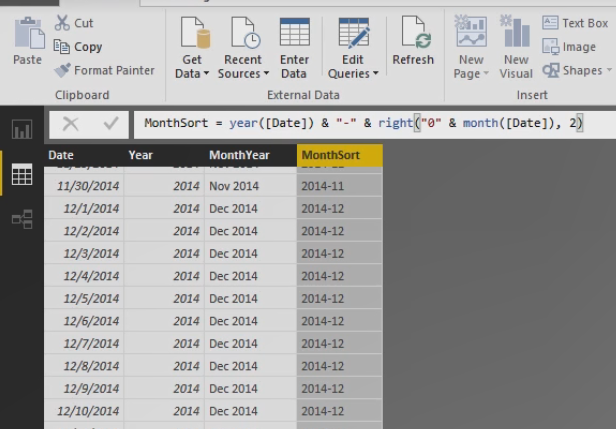 Cut
Copy
Format Painter
Paste
Get Data
Recent Sources
Enter Data
Edit Queries
Refresh
New Page
New Visual
Text Box
Image
Shapes
Clipboard
External Data
Insert
MonthSort = year([Date]) & "-" & right("0" & month([Date]), 2)
Date Year MonthYear MonthSort
11/30/2014 2014 Nov 2014 2014-11
12/1/2014 2014 Dec 2014 2014-12
12/2/2014 2014 Dec 2014 2014-12
12/3/2014 2014 Dec 2014 2014-12
12/4/2014 2014 Dec 2014 2014-12
12/5/2014 2014 Dec 2014 2014-12
12/6/2014 2014 Dec 2014 2014-12
12/7/2014 2014 Dec 2014 2014-12
12/8/2014 2014 Dec 2014 2014-12
12/9/2014 2014 Dec 2014 2014-12
12/10/2014 2014 Dec 2014 2014-12